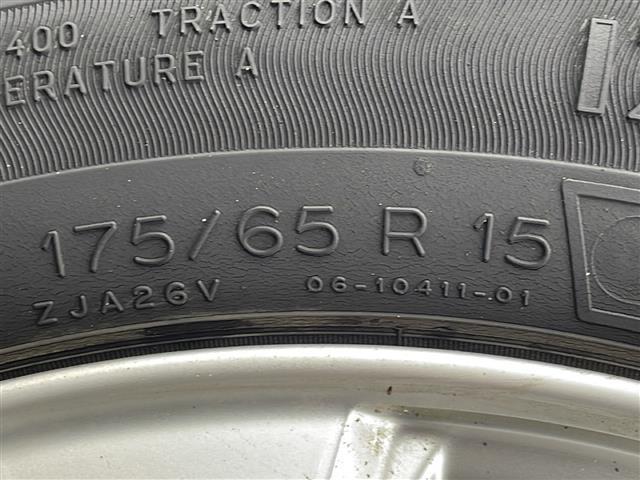 400 TRACTION A
ERATURE A
175/65 R 15
ZJA26V 06-10411-01